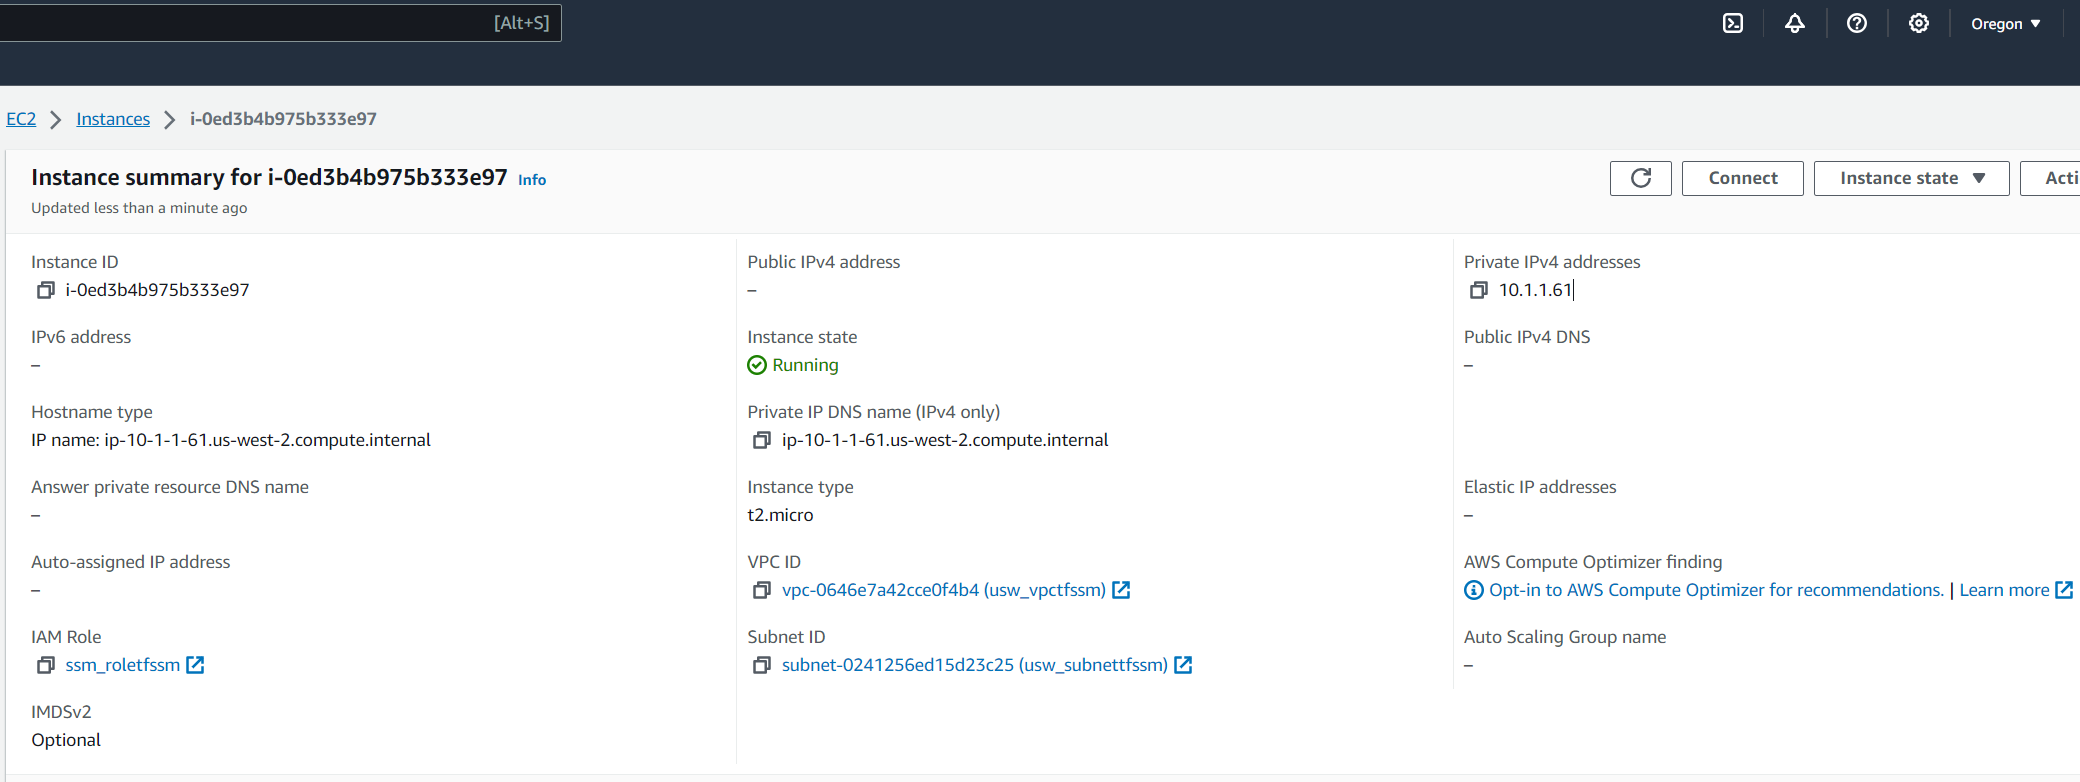 [Alt+S]
Oregon
EC2 Instances i-0ed3b4b975b333e97
Instance summary for i-0ed3b4b975b333e97 Info
Updated less than a minute ago
Connect
Instance state
Acti
Instance ID
i-0ed3b4b975b333e97
Public IPv4 address
–
Private IPv4 addresses
10.1.1.61
IPv6 address
–
Instance state
Running
Public IPv4 DNS
–
Hostname type
IP name: ip-10-1-1-61.us-west-2.compute.internal
Private IP DNS name (IPv4 only)
ip-10-1-1-61.us-west-2.compute.internal
Answer private resource DNS name
–
Instance type
t2.micro
Elastic IP addresses
–
Auto-assigned IP address
–
VPC ID
vpc-0646e7a42cce0f4b4 (usw_vpctfssm)
AWS Compute Optimizer finding
Opt-in to AWS Compute Optimizer for recommendations. | Learn more
IAM Role
ssm_roletfssm
Subnet ID
subnet-0241256ed15d23c25 (usw_subnettfssm)
Auto Scaling Group name
–
IMDSv2
Optional